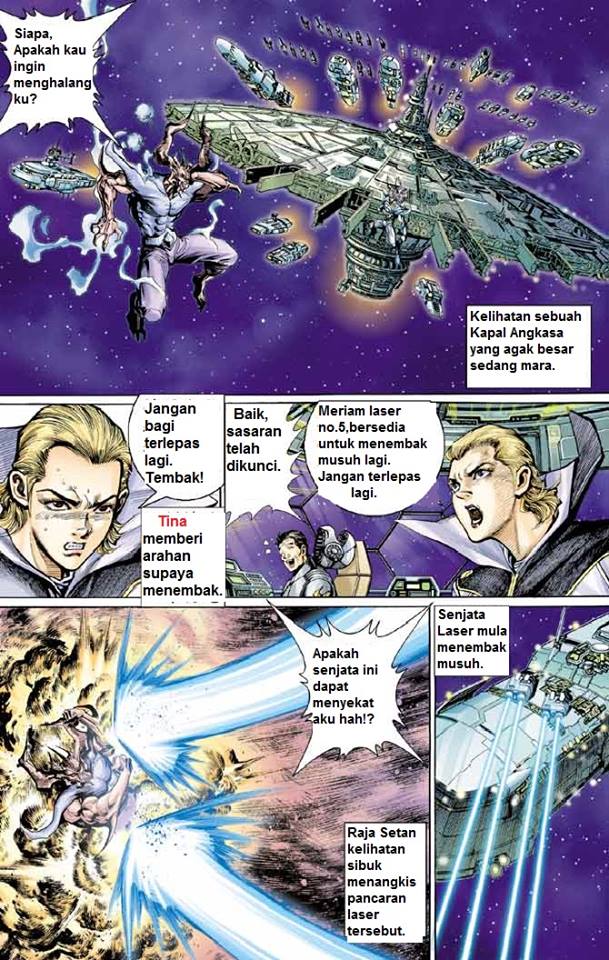 Siapa,
Apakah kau
ingin
menghalang
ku?
Kelihatan sebuah
Kapal Angkasa
yang agak besar
sedang mara.
Jangan
bagi
terlepas
lagi.
Tembak!
Tina
memberi
arahan
supaya
menembak.
Baik,
sasaran
telah
dikunci.
Meriam laser
no.5,bersedia
untuk menembak
musuh lagi.
Jangan terlepas
lagi.
Apakah
senjata ini
dapat
menyekat
aku hah!?
Raja Setan
kelihatan
sibuk
menangkis
pancaran
laser
tersebut.
Senjata
Laser mula
menembak
musuh.